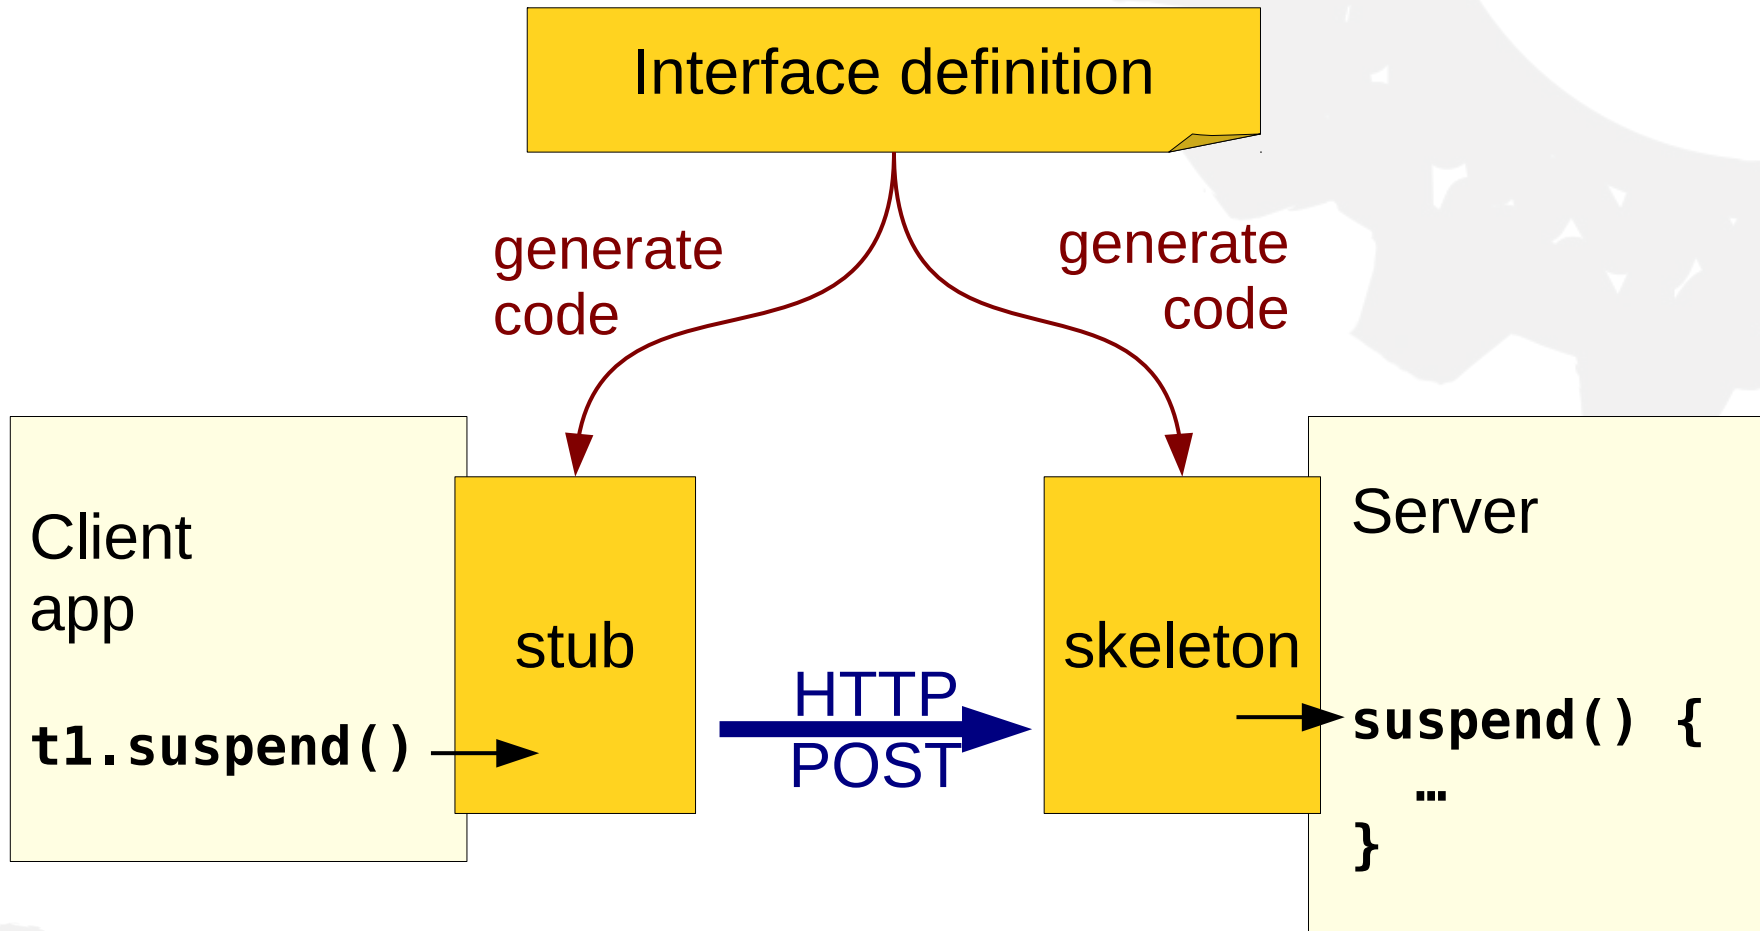 Interface definition
generate
code
generate
code
Client
app
t1.suspend()
stub
HTTP
POST
skeleton
Server
suspend() {
…
}